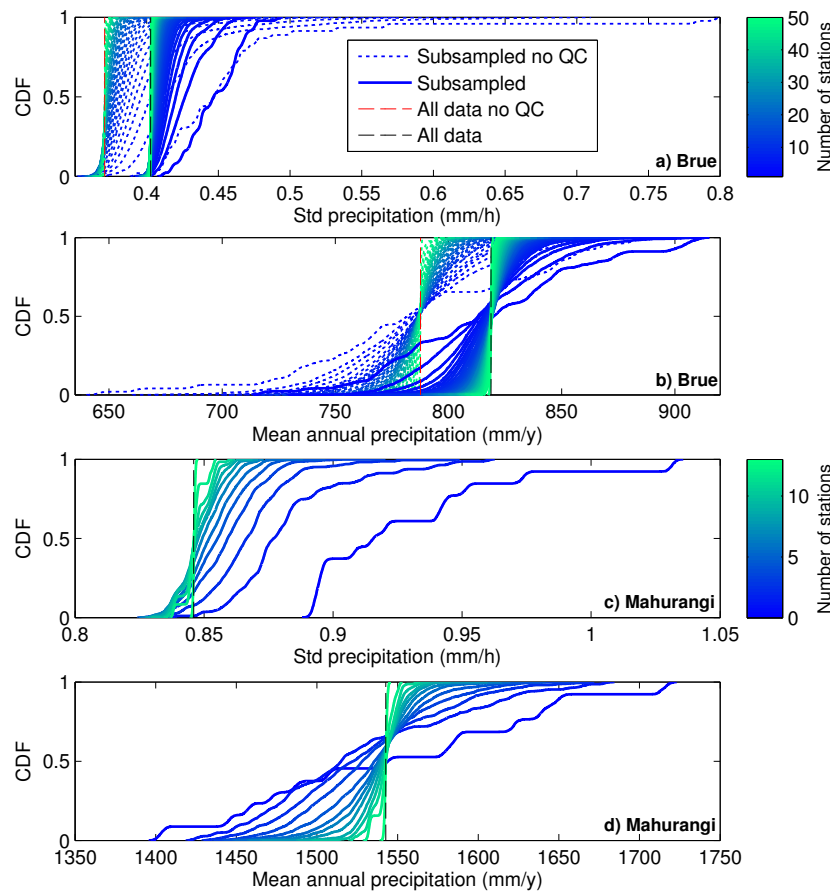 CDF
1
0.5
0
0.4
0.45
0.5
0.55
0.6
0.65
0.7
0.75
0.8
Std precipitation (mm/h)
Subsampled no QC
Subsampled
All data no QC
All data
a) Brue
50
40
30
20
10
Number of stations
CDF
1
0.5
0
650
700
750
800
850
900
Mean annual precipitation (mm/y)
b) Brue
CDF
1
0.5
0
0.8
0.85
0.9
0.95
1
1.05
Std precipitation (mm/h)
c) Mahurangi
10
5
0
Number of stations
CDF
1
0.5
0
1350
1400
1450
1500
1550
1600
1650
1700
1750
Mean annual precipitation (mm/y)
d) Mahurangi